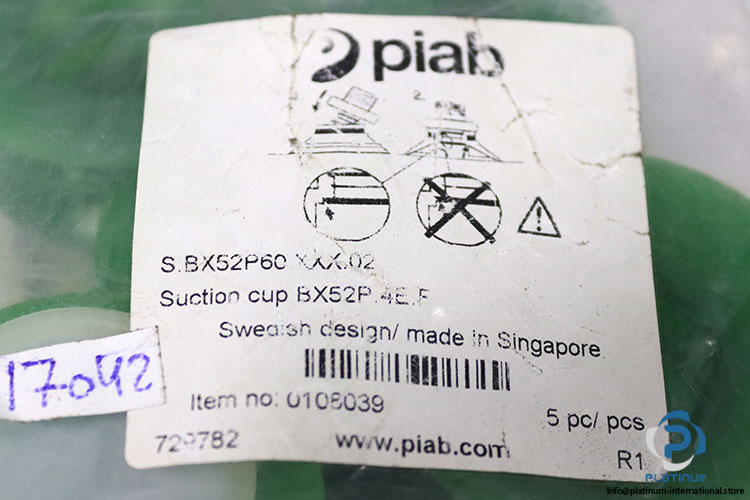 piab
2.
S.BX52P60.XXX.02
Suction cup BX52P.4E.F
Swedish design/ made in Singapore
Item no: 0108039
5 pc/ pcs
729782
www.piab.com
R1
17042
PLATINUM
info@platinum-international.store